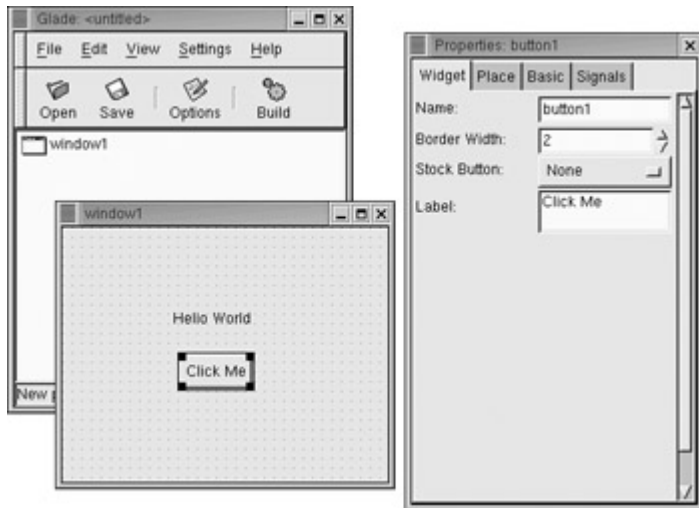 Glade: <untitled>
File Edit View Settings Help
Open Save Options Build
window1
New p
window1
Hello World
Click Me
Properties: button1
Widget Place Basic Signals
Name: button1
Border Width: 2
Stock Button: None
Label: Click Me